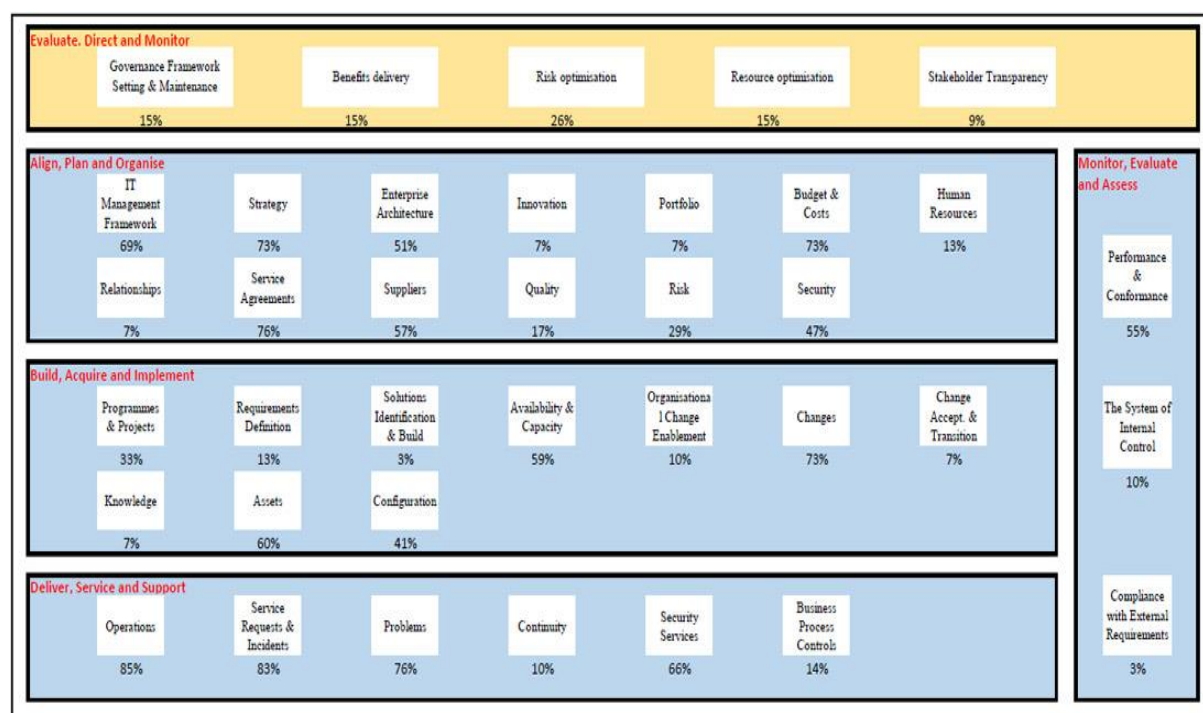 Evaluate. Direct and Monitor
Governance Framework
Setting & Maintenance
15%
Benefits delivery
15%
Risk optimisation
26%
Resource optimisation
15%
Stakeholder Transparency
9%
Align, Plan and Organise
IT
Management
Framework
69%
Strategy
73%
Enterprise
Architecture
51%
Innovation
7%
Portfolio
7%
Budget &
Costs
73%
Human
Resources
13%
Relationships
7%
Service
Agreements
76%
Suppliers
57%
Quality
17%
Risk
29%
Security
47%
Build, Acquire and Implement
Programmes
& Projects
33%
Requirements
Definition
13%
Solutions
Identification
& Build
3%
Availability &
Capacity
59%
Organisationa
l Change
Enablement
10%
Changes
73%
Change
Accept. &
Transition
7%
Knowledge
7%
Assets
60%
Configuration
41%
Deliver, Service and Support
Operations
85%
Service
Requests &
Incidents
83%
Problems
76%
Continuity
10%
Security
Services
66%
Business
Process
Controls
14%
Monitor, Evaluate
and Assess
Performance
&
Conformance
55%
The System of
Internal
Control
10%
Compliance
with External
Requirements
3%